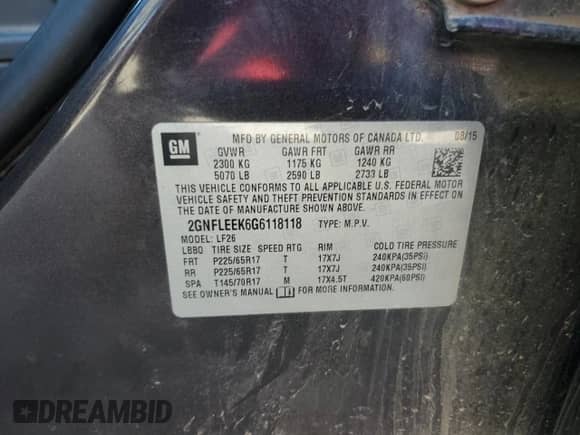 GM
MFD BY GENERAL MOTORS OF CANADA LTD. 08/15
GVWR GAWR FRT GAWR RR
2300 KG 1175 KG 1240 KG
5070 LB 2590 LB 2733 LB
THIS VEHICLE CONFORMS TO ALL APPLICABLE U.S. FEDERAL MOTOR
VEHICLE SAFETY AND THEFT PREVENTION STANDARDS IN EFFECT ON
THE DATE OF MANUFACTURE SHOWN ABOVE.
2GNFLEEK6G6118118 TYPE: M.P.V.
MODEL: LF26
LBBO TIRE SIZE SPEED RTG RIM COLD TIRE PRESSURE
FRT P225/65R17 T 17X7J 240KPA(35PSI)
RR P225/65R17 T 17X7J 240KPA(35PSI)
SPA T145/70R17 M 17X4.5T 420KPA(60PSI)
SEE OWNER'S MANUAL FOR MORE INFORMATION.
DREAMBID